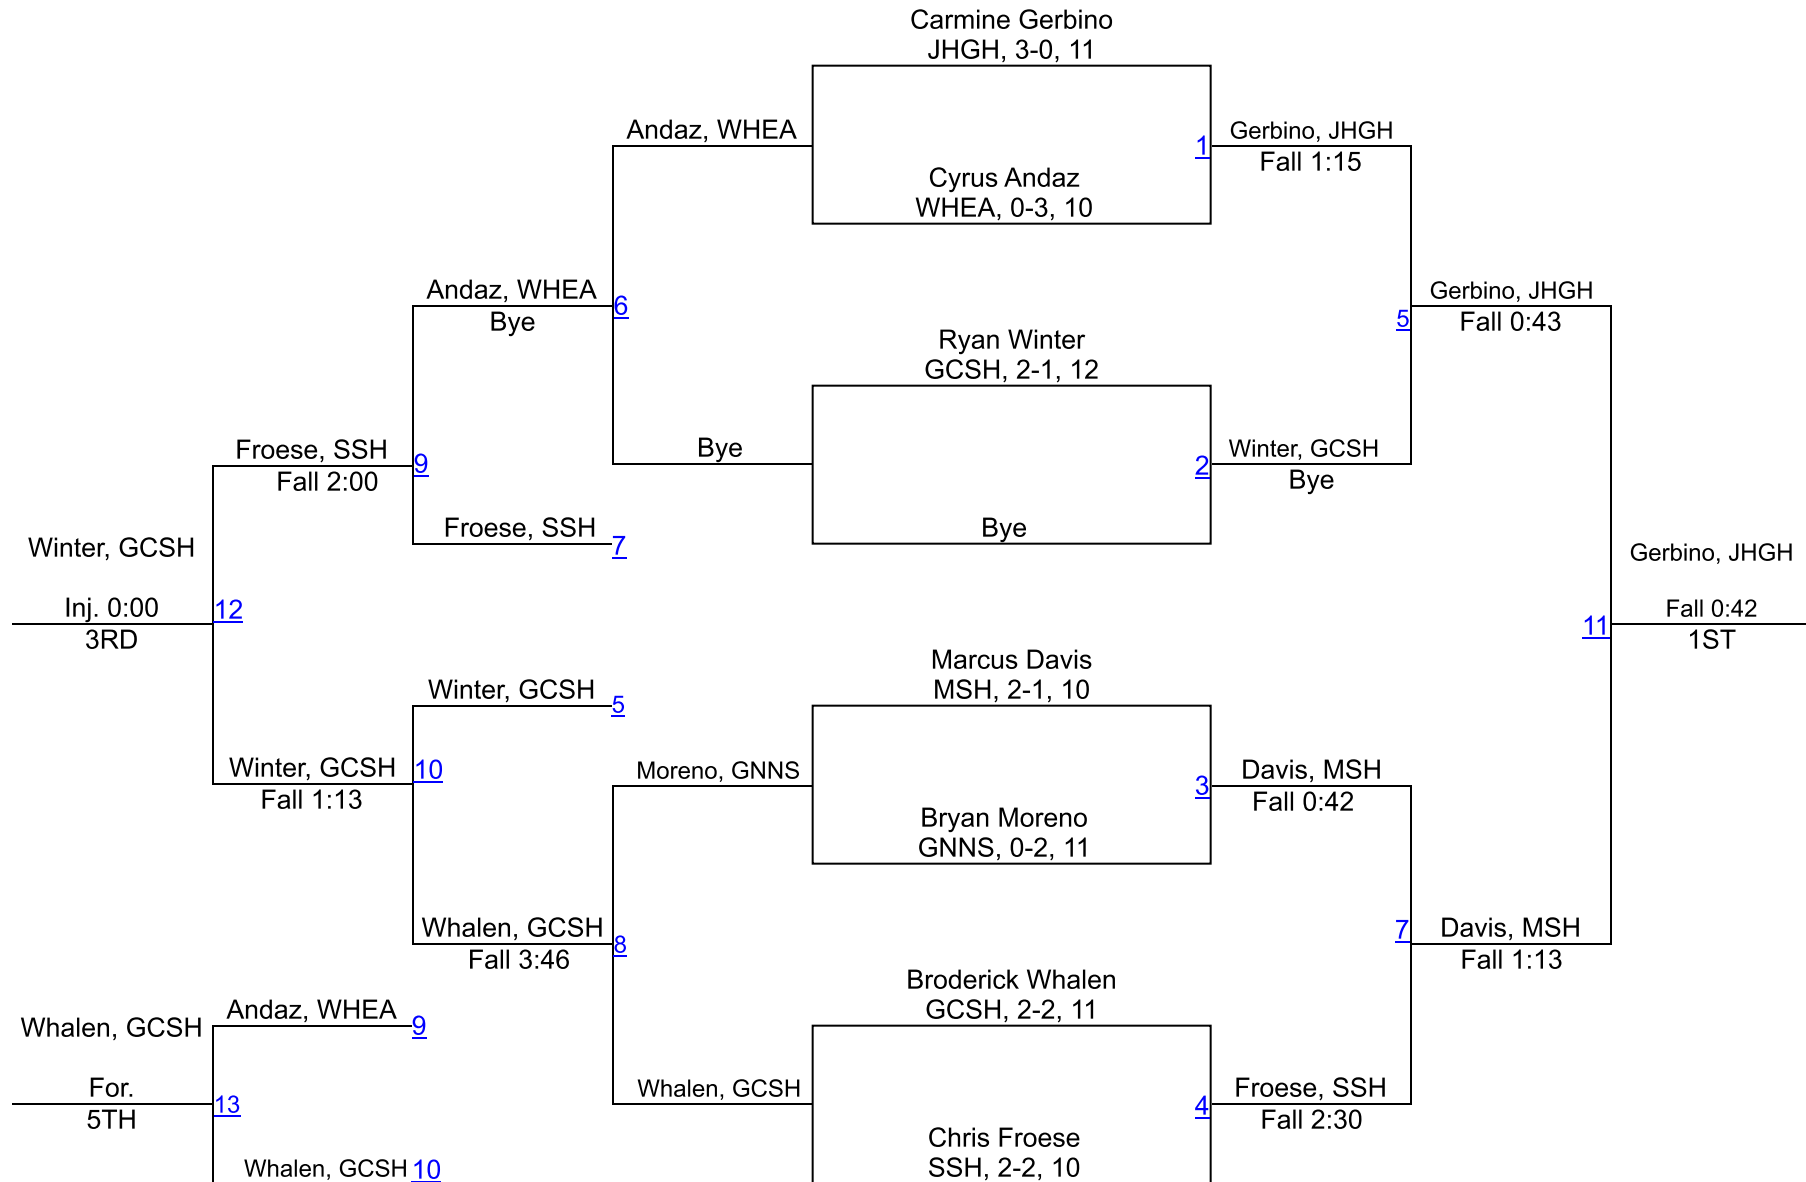 Carmine Gerbino
JHGH, 3-0, 11
Andaz, WHEA
1
Gerbino, JHGH
Fall 1:15
Cyrus Andaz
WHEA, 0-3, 10
Andaz, WHEA
Bye
6
Gerbino, JHGH
Fall 0:43
5
Ryan Winter
GCSH, 2-1, 12
Froese, SSH
Fall 2:00
9
Bye
2
Winter, GCSH
Bye
Froese, SSH
7
Bye
Winter, GCSH
Inj. 0:00
3RD
12
Gerbino, JHGH
Fall 0:42
1ST
11
Marcus Davis
MSH, 2-1, 10
Winter, GCSH
5
Winter, GCSH
Fall 1:13
10
Moreno, GNNS
3
Davis, MSH
Fall 0:42
Bryan Moreno
GNNS, 0-2, 11
Whalen, GCSH
Fall 3:46
8
7
Davis, MSH
Fall 1:13
Broderick Whalen
GCSH, 2-2, 11
Andaz, WHEA
9
Whalen, GCSH
For.
5TH
13
Whalen, GCSH
4
Froese, SSH
Fall 2:30
Chris Froese
SSH, 2-2, 10
Whalen, GCSH
10